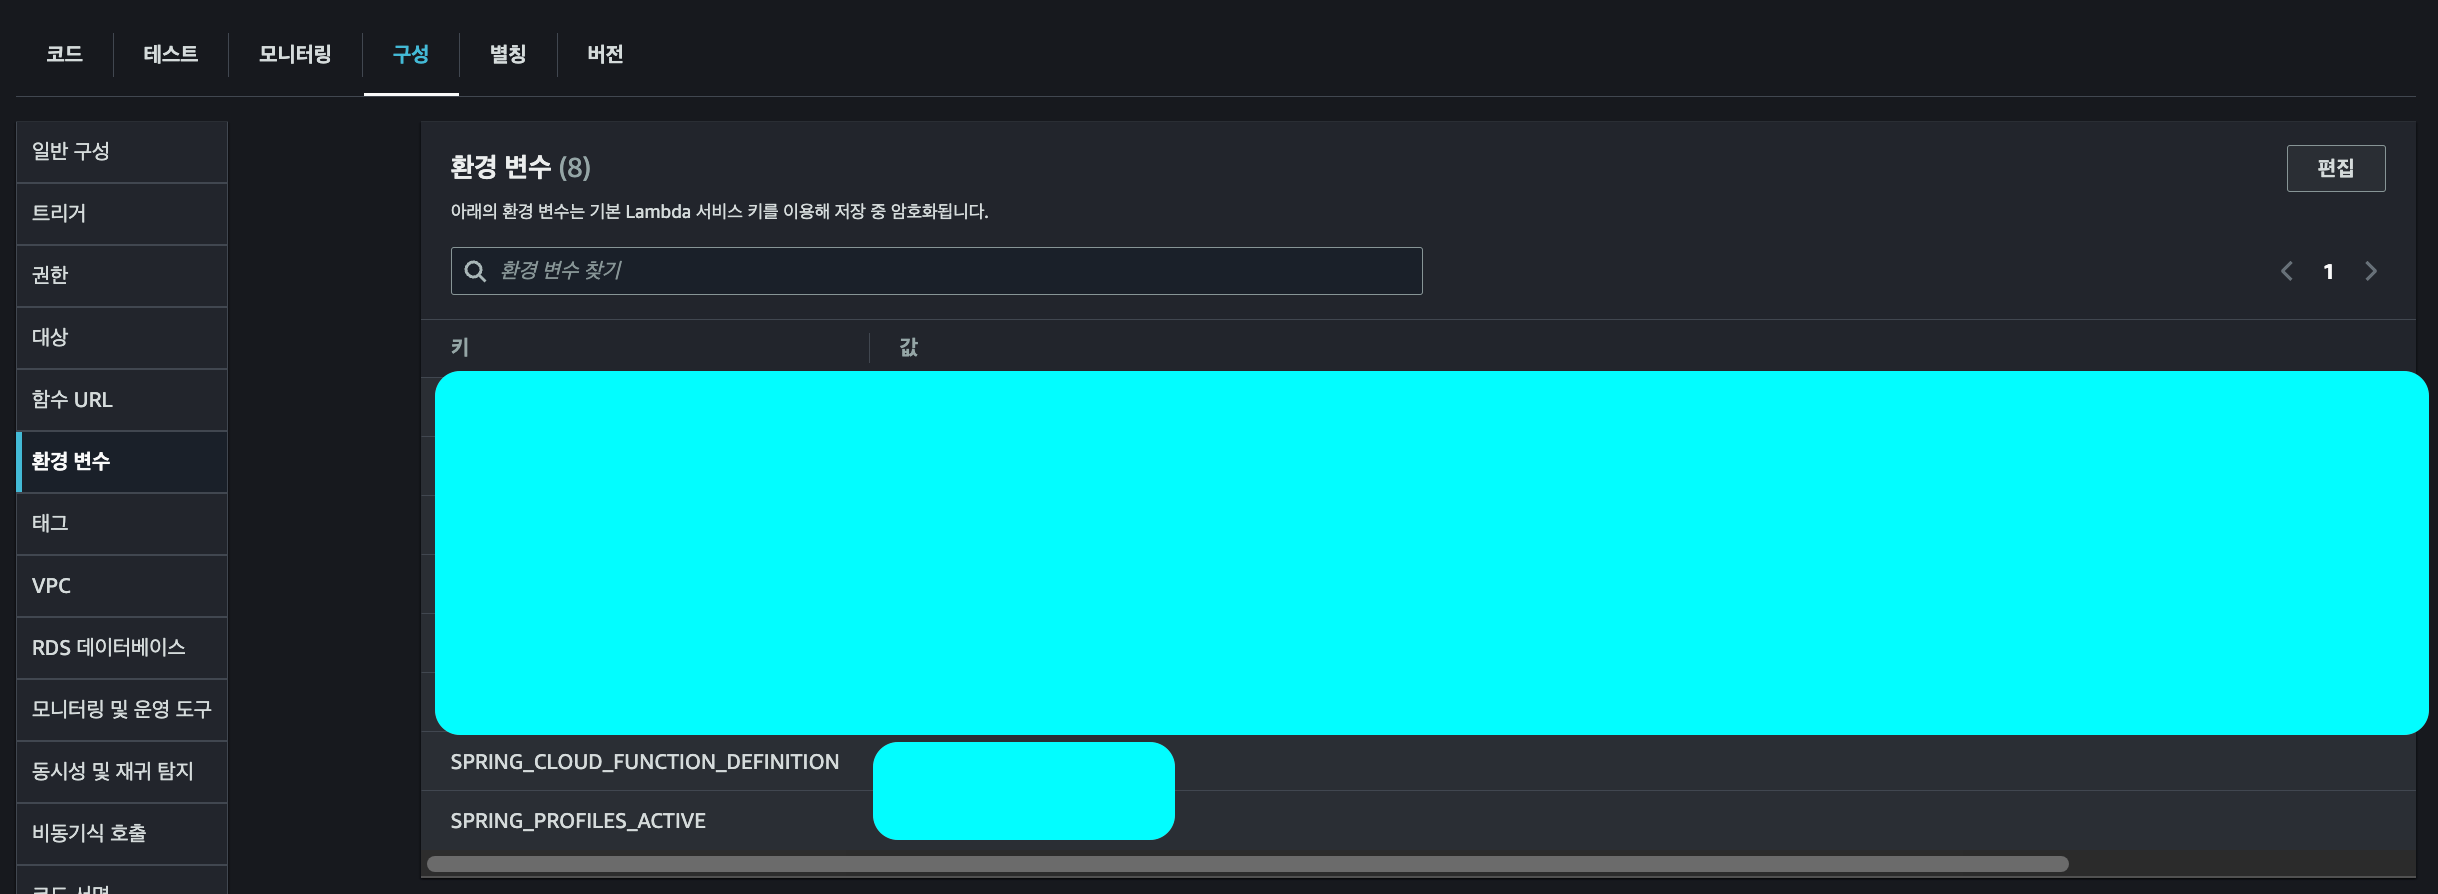 코드 테스트 모니터링 구성 별칭 버전
일반 구성
트리거
권한
대상
함수 URL
환경 변수
태그
VPC
RDS 데이터베이스
모니터링 및 운영 도구
동시성 및 재귀 탐지
비동기식 호출
코드 서명
환경 변수 (8)
편집
아래의 환경 변수는 기본 Lambda 서비스 키를 이용해 저장 중 암호화됩니다.
환경 변수 찾기
1
키 값
SPRING_CLOUD_FUNCTION_DEFINITION
SPRING_PROFILES_ACTIVE